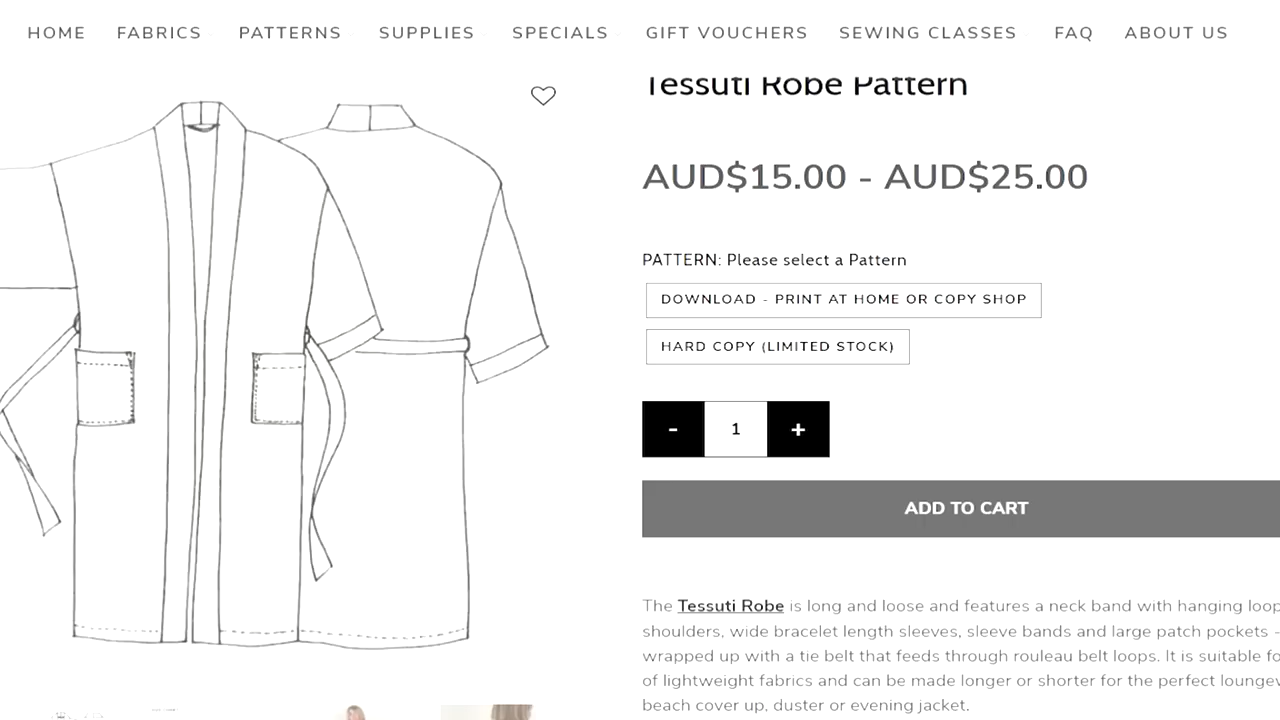 HOME FABRICS PATTERNS SUPPLIES SPECIALS GIFT VOUCHERS SEWING CLASSES FAQ ABOUT US
Tessuti Robe Pattern
AUD$15.00 - AUD$25.00
PATTERN: Please select a Pattern
DOWNLOAD - PRINT AT HOME OR COPY SHOP
HARD COPY (LIMITED STOCK)
- 1 +
ADD TO CART
The Tessuti Robe is long and loose and features a neck band with hanging loop
shoulders, wide bracelet length sleeves, sleeve bands and large patch pockets -
wrapped up with a tie belt that feeds through rouleau belt loops. It is suitable
of lightweight fabrics and can be made longer or shorter for the perfect
beach cover up, duster or evening jacket.